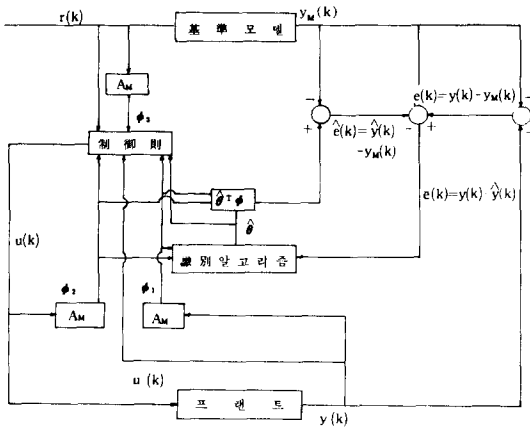 r(k)
基 準 모 델
y_M(k)
A_M
ϕ_3
制 御 則
−
+
ê(k)=ŷ(k)
-y_M(k)
e(k)=y(k)-y_M(k)
−
+
−
e(k)=y(k)-ŷ(k)
θ̂^T ϕ
θ̂
識 別 알 고 리 즘
u(k)
ϕ_2
A_M
ϕ_1
A_M
u(k)
프 랜 트
y(k)